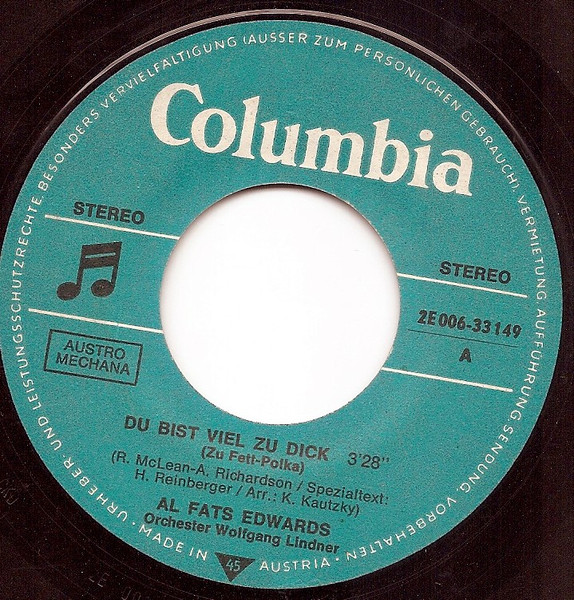 URHEBER- UND LEISTUNGSSCHUTZRECHTE, BESONDERS VERVIELFÄLTIGUNG (AUSSER ZUM PERSÖNLICHEN GEBRAUCH), VERMIETUNG, AUFFÜHRUNG, SENDUNG, VORBEHALTEN
Columbia
STEREO
STEREO
2E 006-33149
A
AUSTRO
MECHANA
DU BIST VIEL ZU DICK 3'28"
(Zu Fett-Polka)
(R. McLean-A. Richardson / Spezialtext:
H. Reinberger / Arr.: K. Kautzky)
AL FATS EDWARDS
Orchester Wolfgang Lindner
MADE IN 45 AUSTRIA